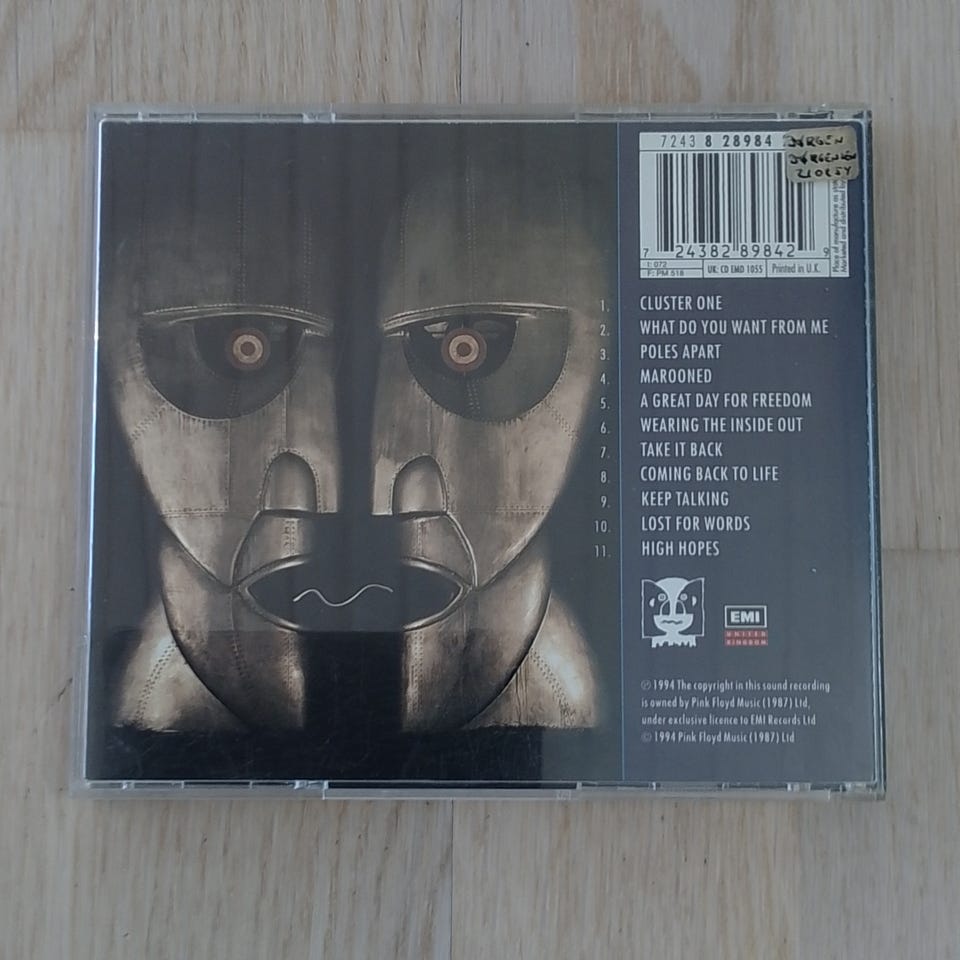 7243 8 28984
7 24382 89842 9
I: 072
F: PM 518
UK: CD EMD 1055
Printed in U.K.
1. CLUSTER ONE
2. WHAT DO YOU WANT FROM ME
3. POLES APART
4. MAROONED
5. A GREAT DAY FOR FREEDOM
6. WEARING THE INSIDE OUT
7. TAKE IT BACK
8. COMING BACK TO LIFE
9. KEEP TALKING
10. LOST FOR WORDS
11. HIGH HOPES
EMI
UNITED
KINGDOM
℗ 1994 The copyright in this sound recording
is owned by Pink Floyd Music (1987) Ltd,
under exclusive licence to EMI Records Ltd
© 1994 Pink Floyd Music (1987) Ltd